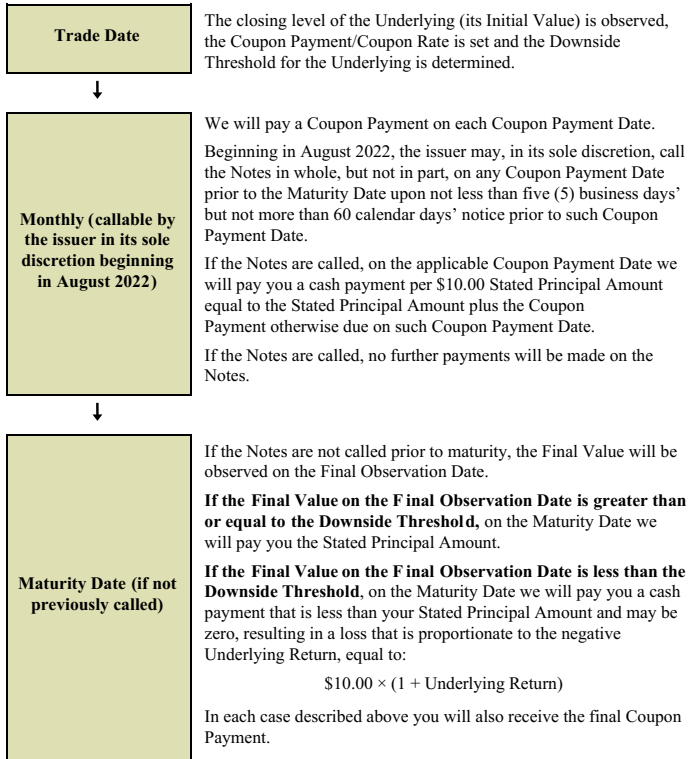 Trade Date
The closing level of the Underlying (its Initial Value) is observed,
the Coupon Payment/Coupon Rate is set and the Downside
Threshold for the Underlying is determined.
↓
Monthly (callable by
the issuer in its sole
discretion beginning
in August 2022)
We will pay a Coupon Payment on each Coupon Payment Date.
Beginning in August 2022, the issuer may, in its sole discretion, call
the Notes in whole, but not in part, on any Coupon Payment Date
prior to the Maturity Date upon not less than five (5) business days’
but not more than 60 calendar days’ notice prior to such Coupon
Payment Date.
If the Notes are called, on the applicable Coupon Payment Date we
will pay you a cash payment per $10.00 Stated Principal Amount
equal to the Stated Principal Amount plus the Coupon
Payment otherwise due on such Coupon Payment Date.
If the Notes are called, no further payments will be made on the
Notes.
↓
Maturity Date (if not
previously called)
If the Notes are not called prior to maturity, the Final Value will be
observed on the Final Observation Date.
If the Final Value on the Final Observation Date is greater than
or equal to the Downside Threshold, on the Maturity Date we
will pay you the Stated Principal Amount.
If the Final Value on the Final Observation Date is less than the
Downside Threshold, on the Maturity Date we will pay you a cash
payment that is less than your Stated Principal Amount and may be
zero, resulting in a loss that is proportionate to the negative
Underlying Return, equal to:
$10.00 × (1 + Underlying Return)
In each case described above you will also receive the final Coupon
Payment.